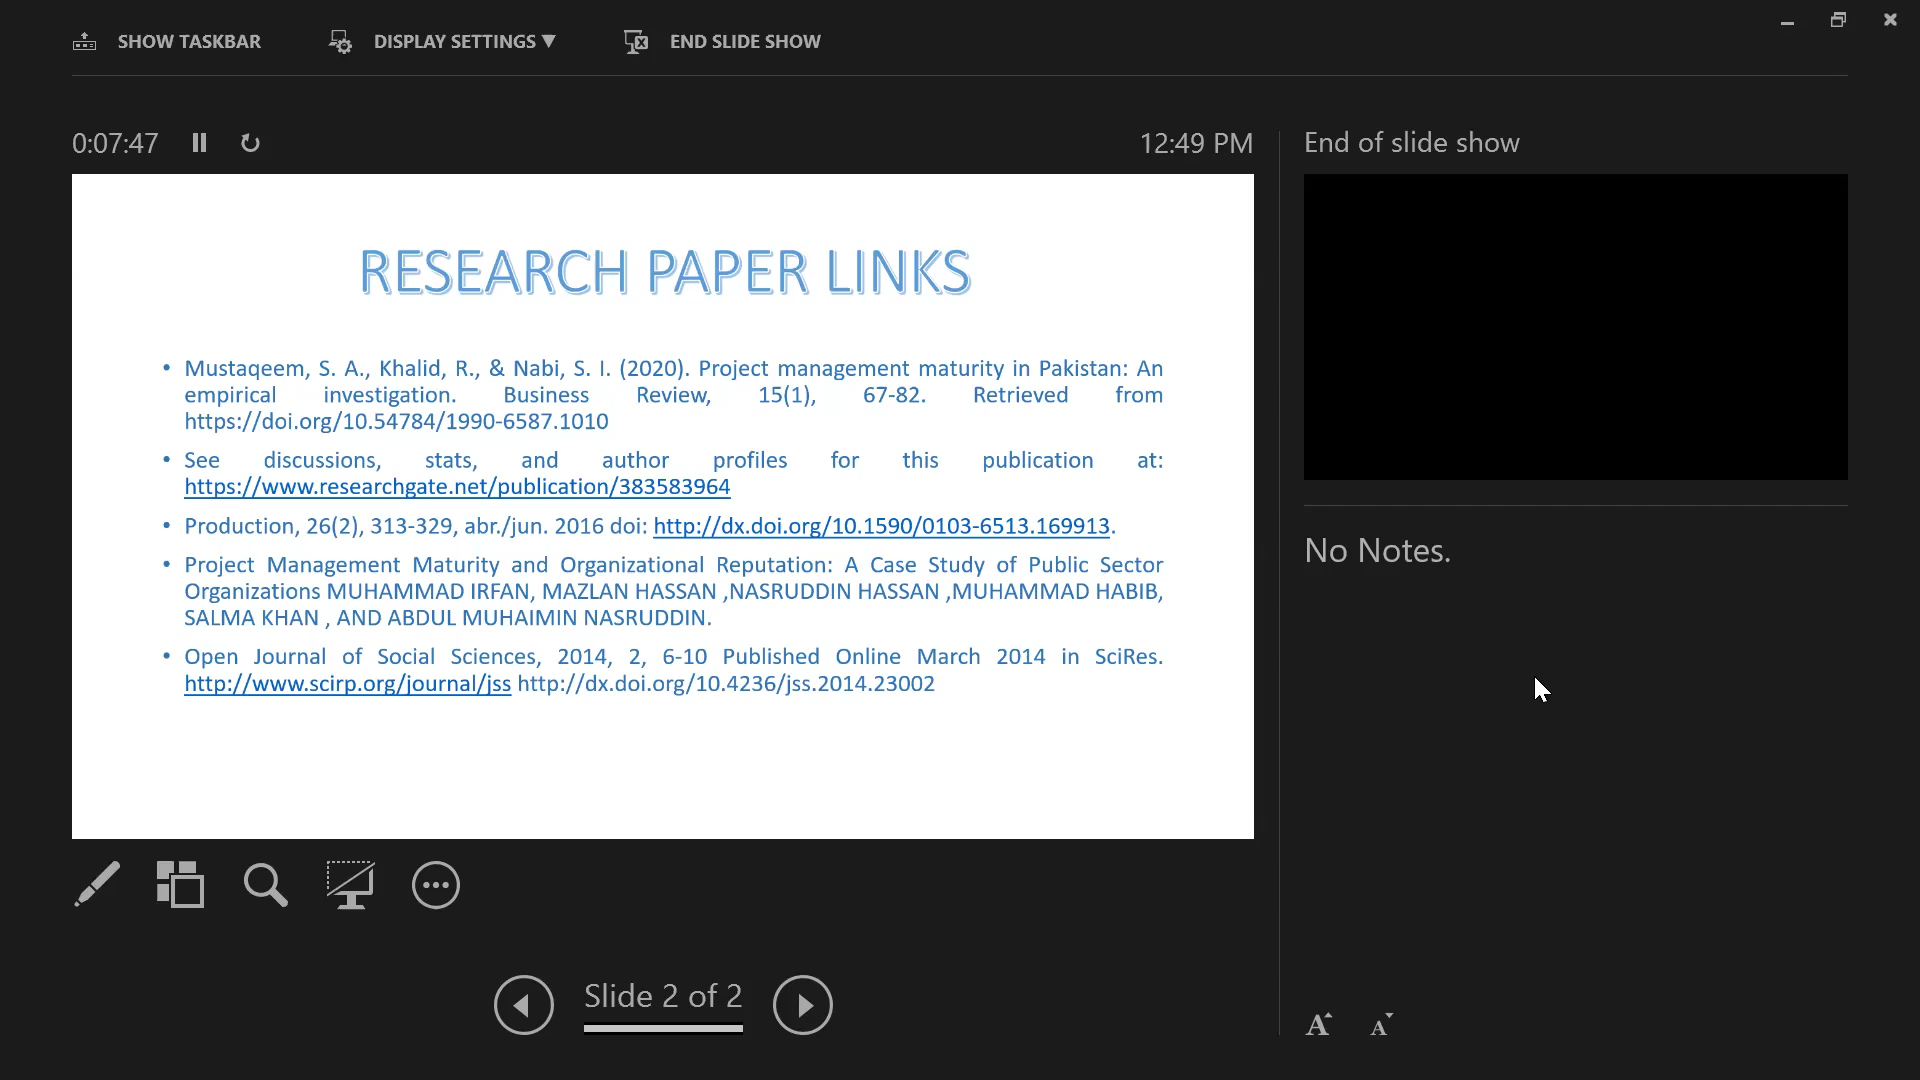 SHOW TASKBAR
DISPLAY SETTINGS ▼
END SLIDE SHOW
0:07:47
12:49 PM
End of slide show
RESEARCH PAPER LINKS
• Mustaqeem, S. A., Khalid, R., & Nabi, S. I. (2020). Project management maturity in Pakistan: An
empirical investigation. Business Review, 15(1), 67-82. Retrieved from
https://doi.org/10.54784/1990-6587.1010
• See discussions, stats, and author profiles for this publication at:
https://www.researchgate.net/publication/383583964
• Production, 26(2), 313-329, abr./jun. 2016 doi: http://dx.doi.org/10.1590/0103-6513.169913.
• Project Management Maturity and Organizational Reputation: A Case Study of Public Sector
Organizations MUHAMMAD IRFAN, MAZLAN HASSAN ,NASRUDDIN HASSAN ,MUHAMMAD HABIB,
SALMA KHAN , AND ABDUL MUHAIMIN NASRUDDIN.
• Open Journal of Social Sciences, 2014, 2, 6-10 Published Online March 2014 in SciRes.
http://www.scirp.org/journal/jss http://dx.doi.org/10.4236/jss.2014.23002
No Notes.
Slide 2 of 2
A A